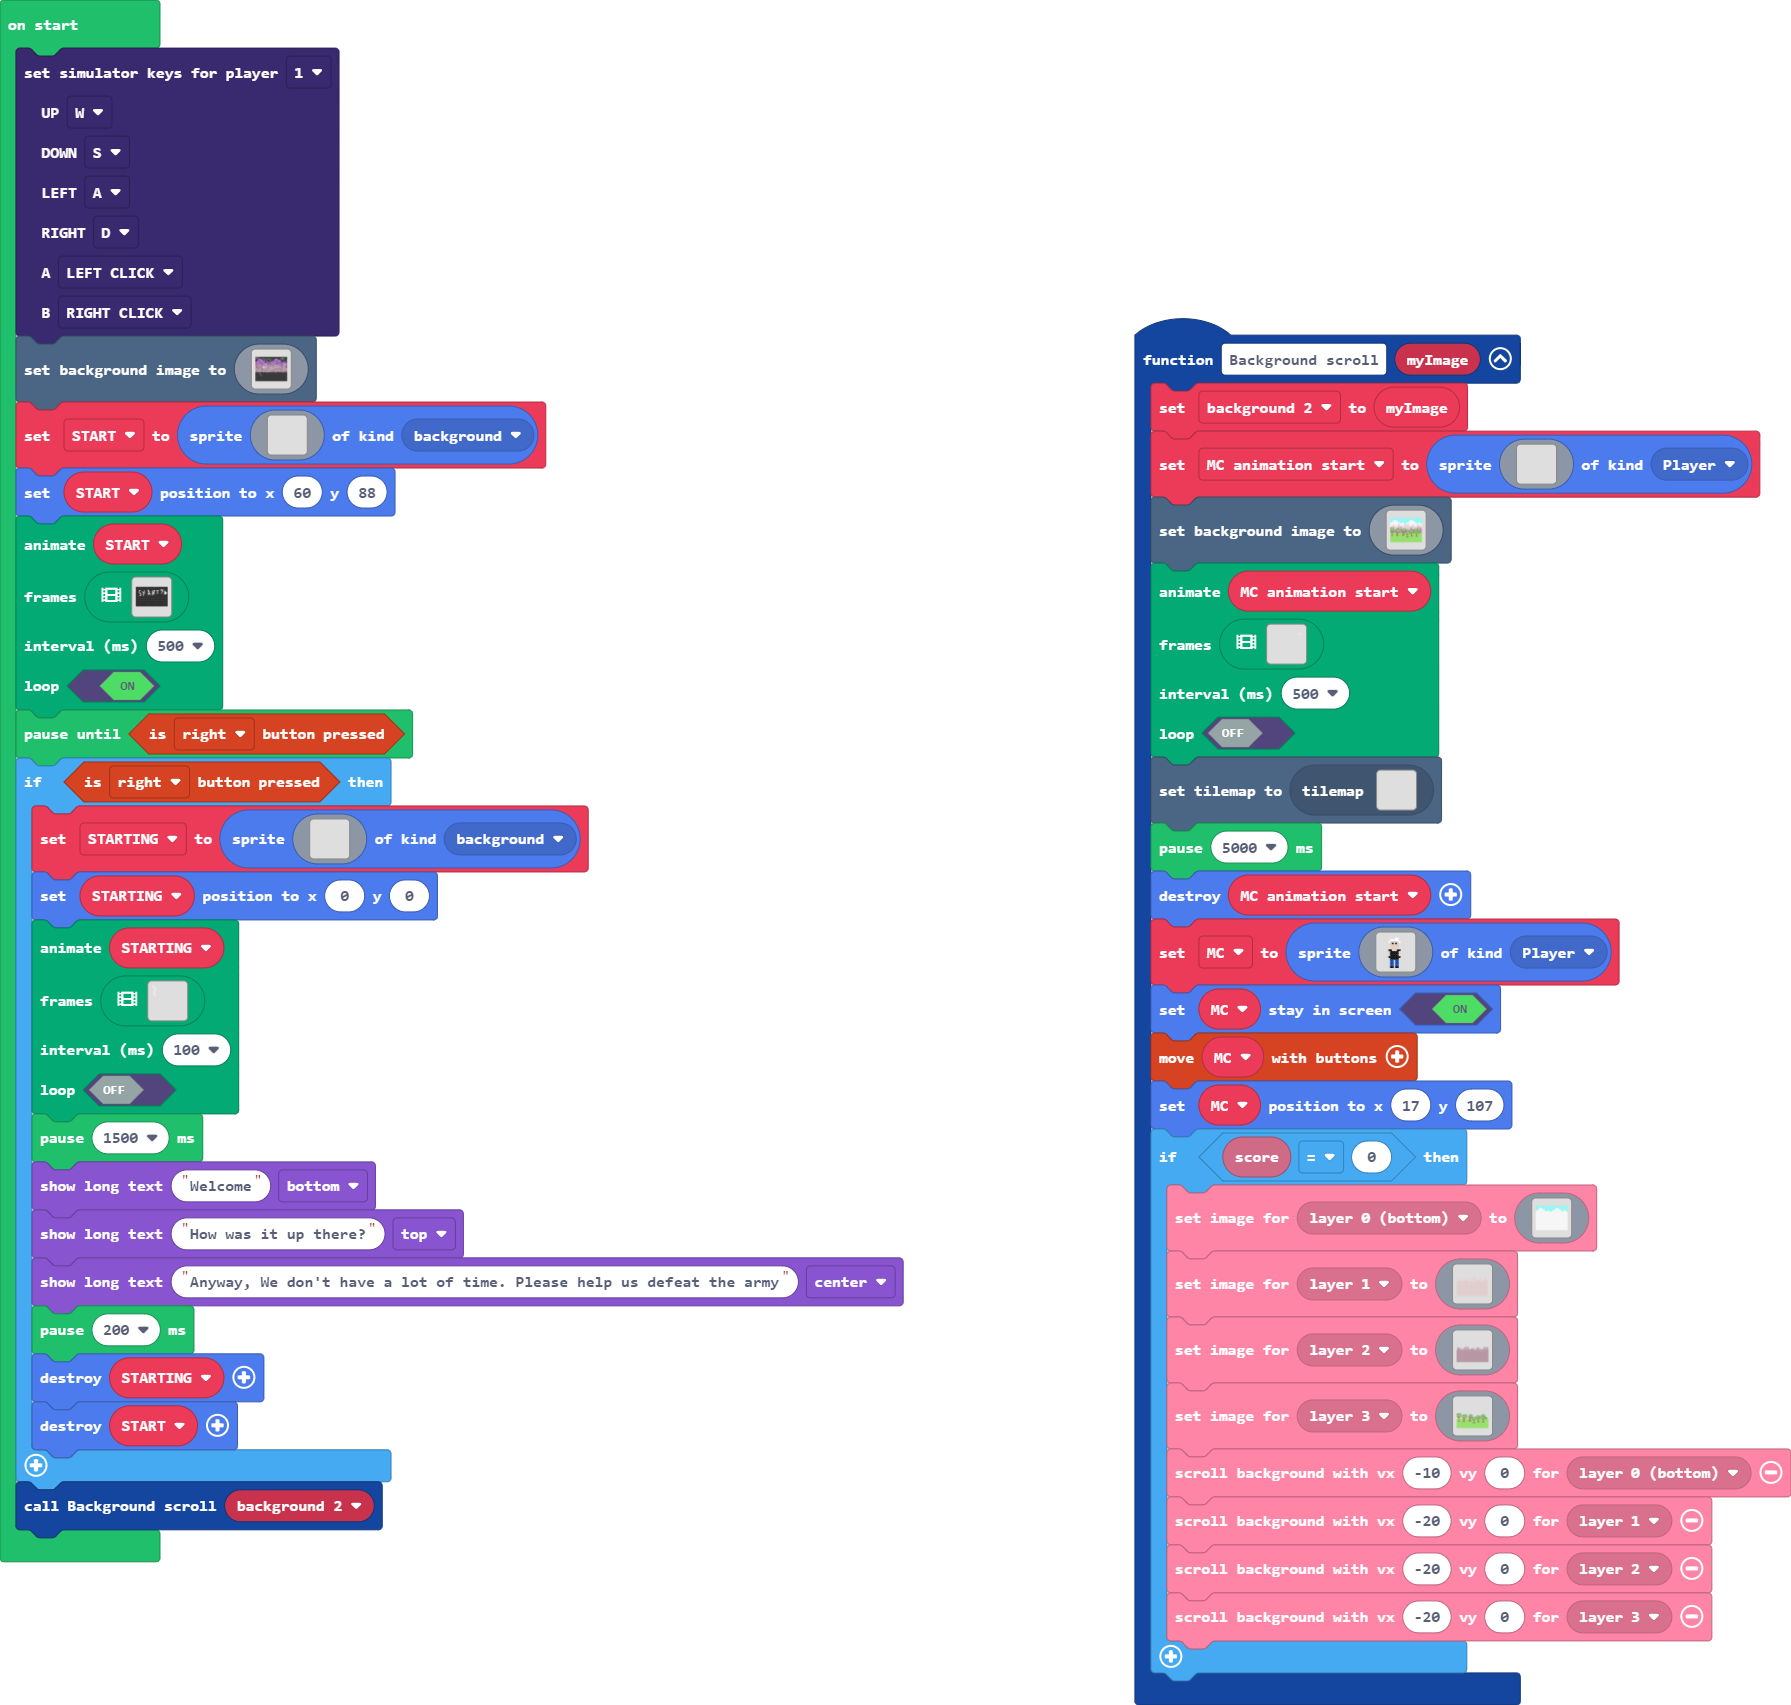 on start
set simulator keys for player 1
UP W
DOWN S
LEFT A
RIGHT D
A LEFT CLICK
B RIGHT CLICK
set background image to
set START to sprite of kind background
set START position to x 60 y 88
animate START
frames
interval (ms) 500
loop ON
pause until is right button pressed
if is right button pressed then
set STARTING to sprite of kind background
set STARTING position to x 0 y 0
animate STARTING
frames
interval (ms) 100
loop OFF
pause 1500 ms
show long text "Welcome" bottom
show long text "How was it up there?" top
show long text "Anyway, We don't have a lot of time. Please help us defeat the army" center
pause 200 ms
destroy STARTING
destroy START
call Background scroll background 2
function Background scroll myImage
set background 2 to myImage
set MC animation start to sprite of kind Player
set background image to
animate MC animation start
frames
interval (ms) 500
loop OFF
set tilemap to tilemap
pause 5000 ms
destroy MC animation start
set MC to sprite of kind Player
set MC stay in screen ON
move MC with buttons
set MC position to x 17 y 107
if score = 0 then
set image for layer 0 (bottom) to
set image for layer 1 to
set image for layer 2 to
set image for layer 3 to
scroll background with vx -10 vy 0 for layer 0 (bottom)
scroll background with vx -20 vy 0 for layer 1
scroll background with vx -20 vy 0 for layer 2
scroll background with vx -20 vy 0 for layer 3